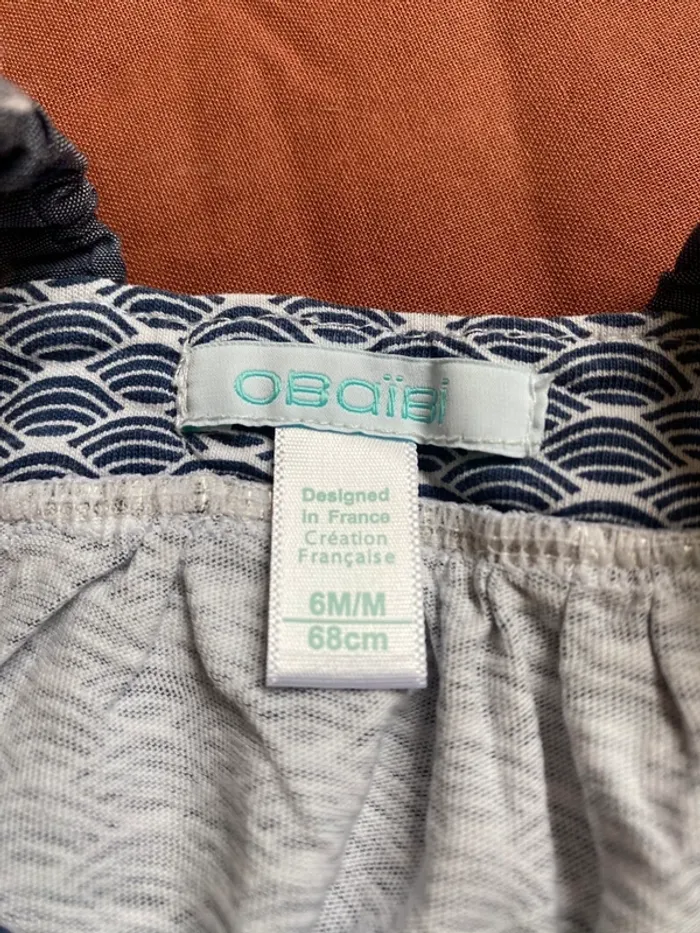 OBaïBi
Designed
In France
Création
Française
6M/M
68cm